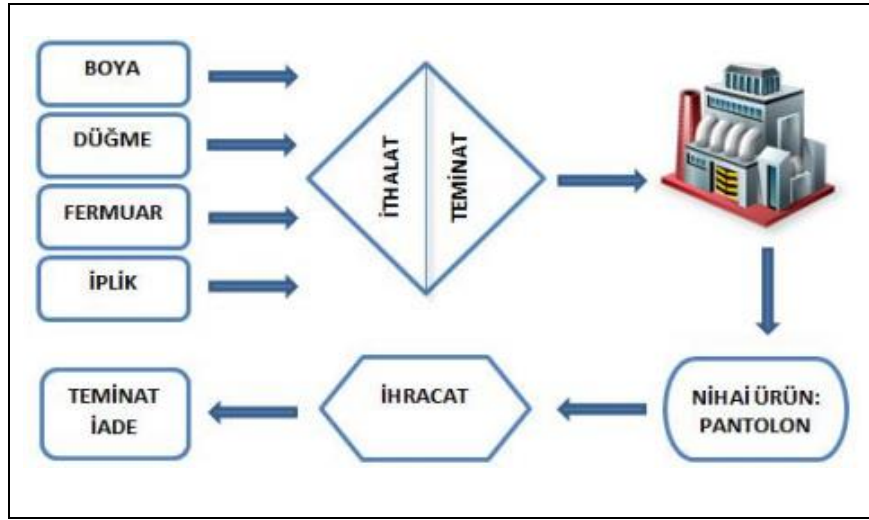 BOYA
DÜĞME
FERMUAR
İPLİK
İTHALAT
TEMİNAT
NİHAİ ÜRÜN:
PANTOLON
İHRACAT
TEMİNAT
İADE